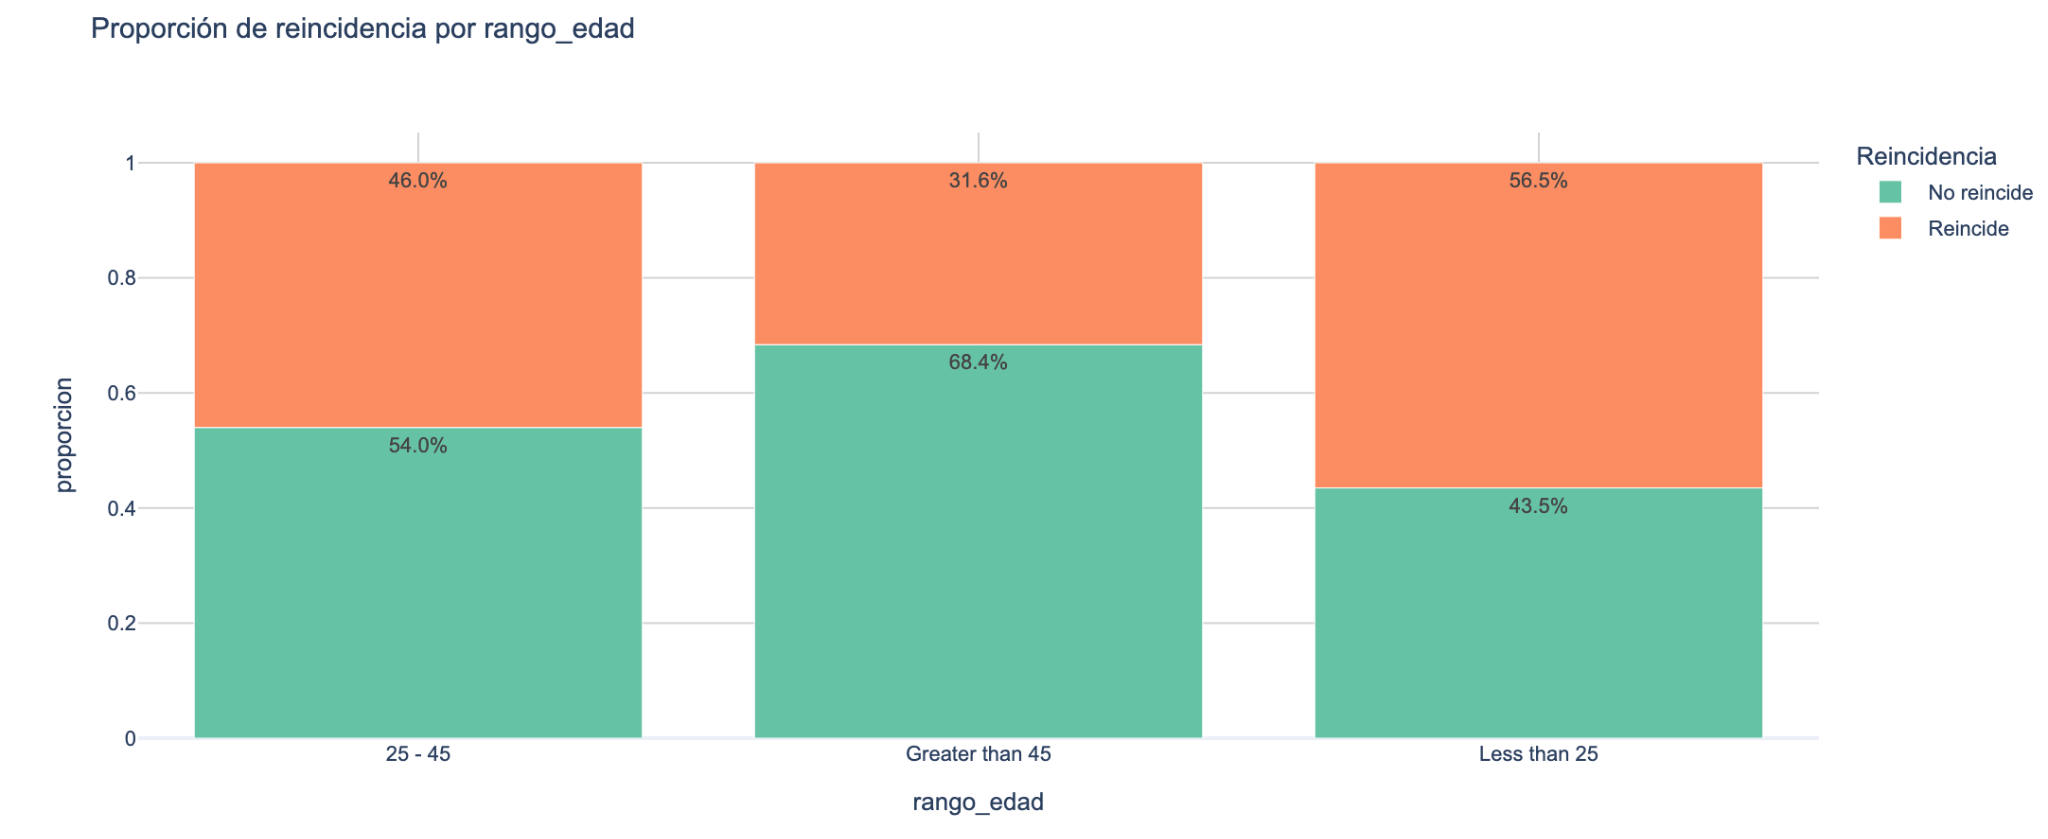 Proporción de reincidencia por rango_edad
Reincidencia
No reincide
Reincide
proporcion
1
0.8
0.6
0.4
0.2
0
46.0%
31.6%
56.5%
54.0%
68.4%
43.5%
25 - 45
Greater than 45
Less than 25
rango_edad